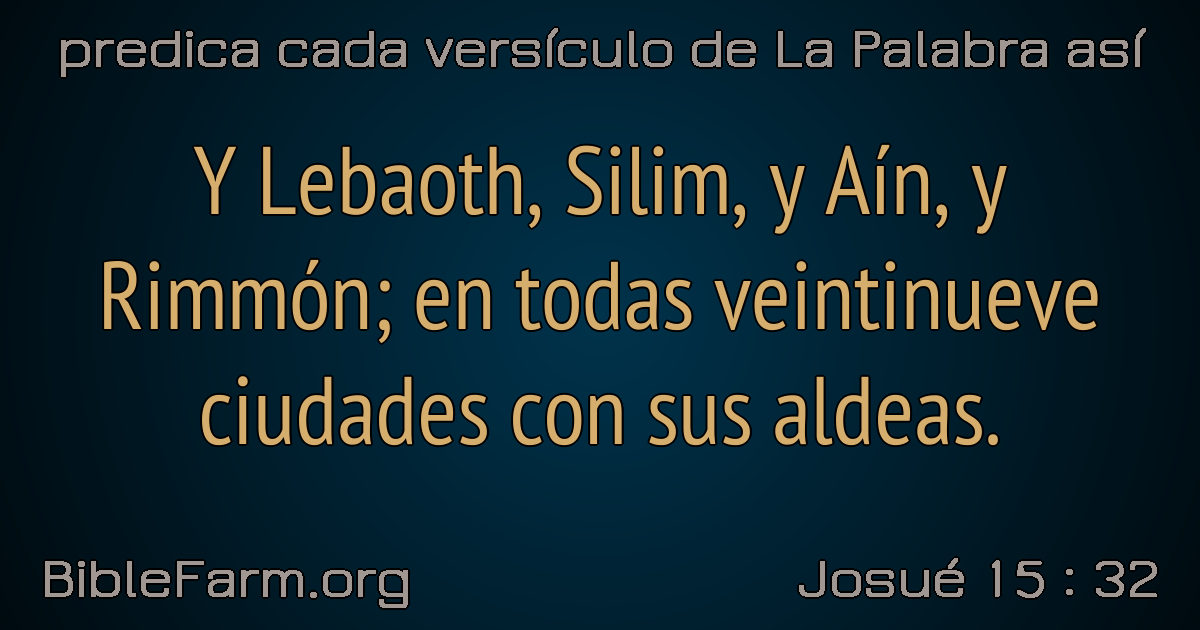 predica cada versículo de La Palabra así
Y Lebaoth, Silim, y Aín, y
Rimmón; en todas veintinueve
ciudades con sus aldeas.
BibleFarm.org
Josué 15 : 32